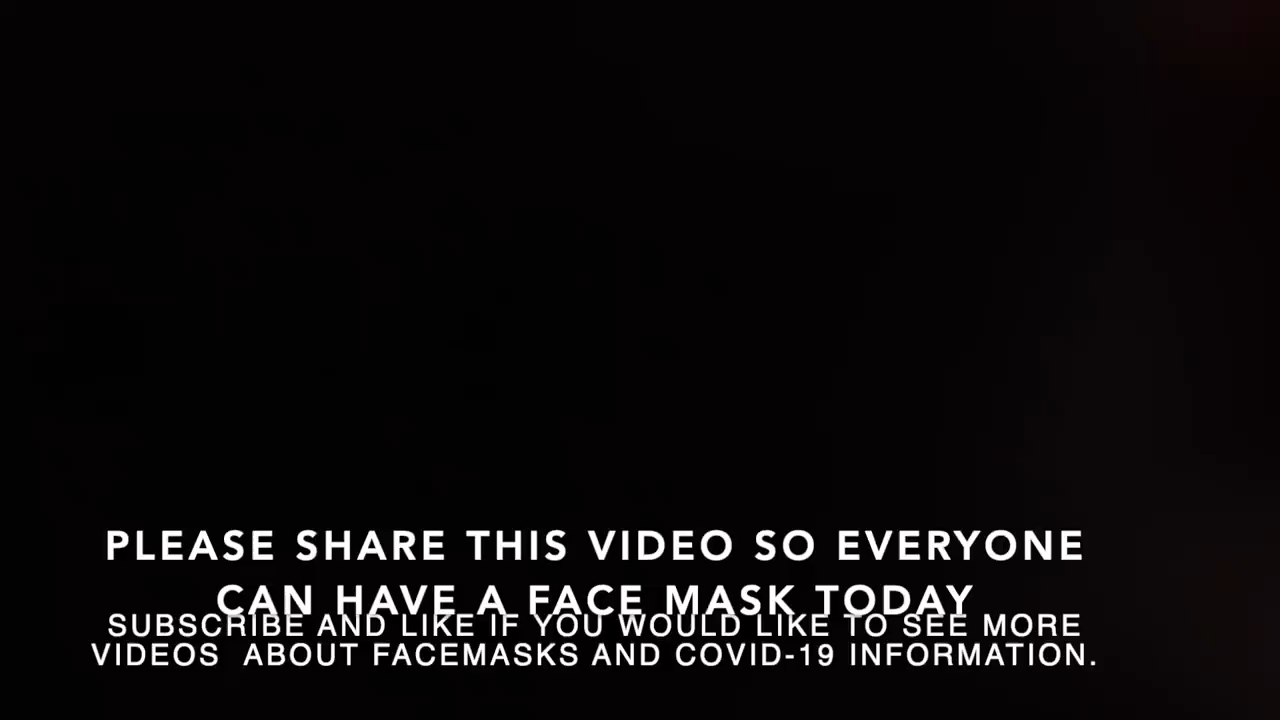 PLEASE SHARE THIS VIDEO SO EVERYONE
CAN HAVE A FACE MASK TODAY
SUBSCRIBE AND LIKE IF YOU WOULD LIKE TO SEE MORE
VIDEOS  ABOUT FACEMASKS AND COVID-19 INFORMATION.